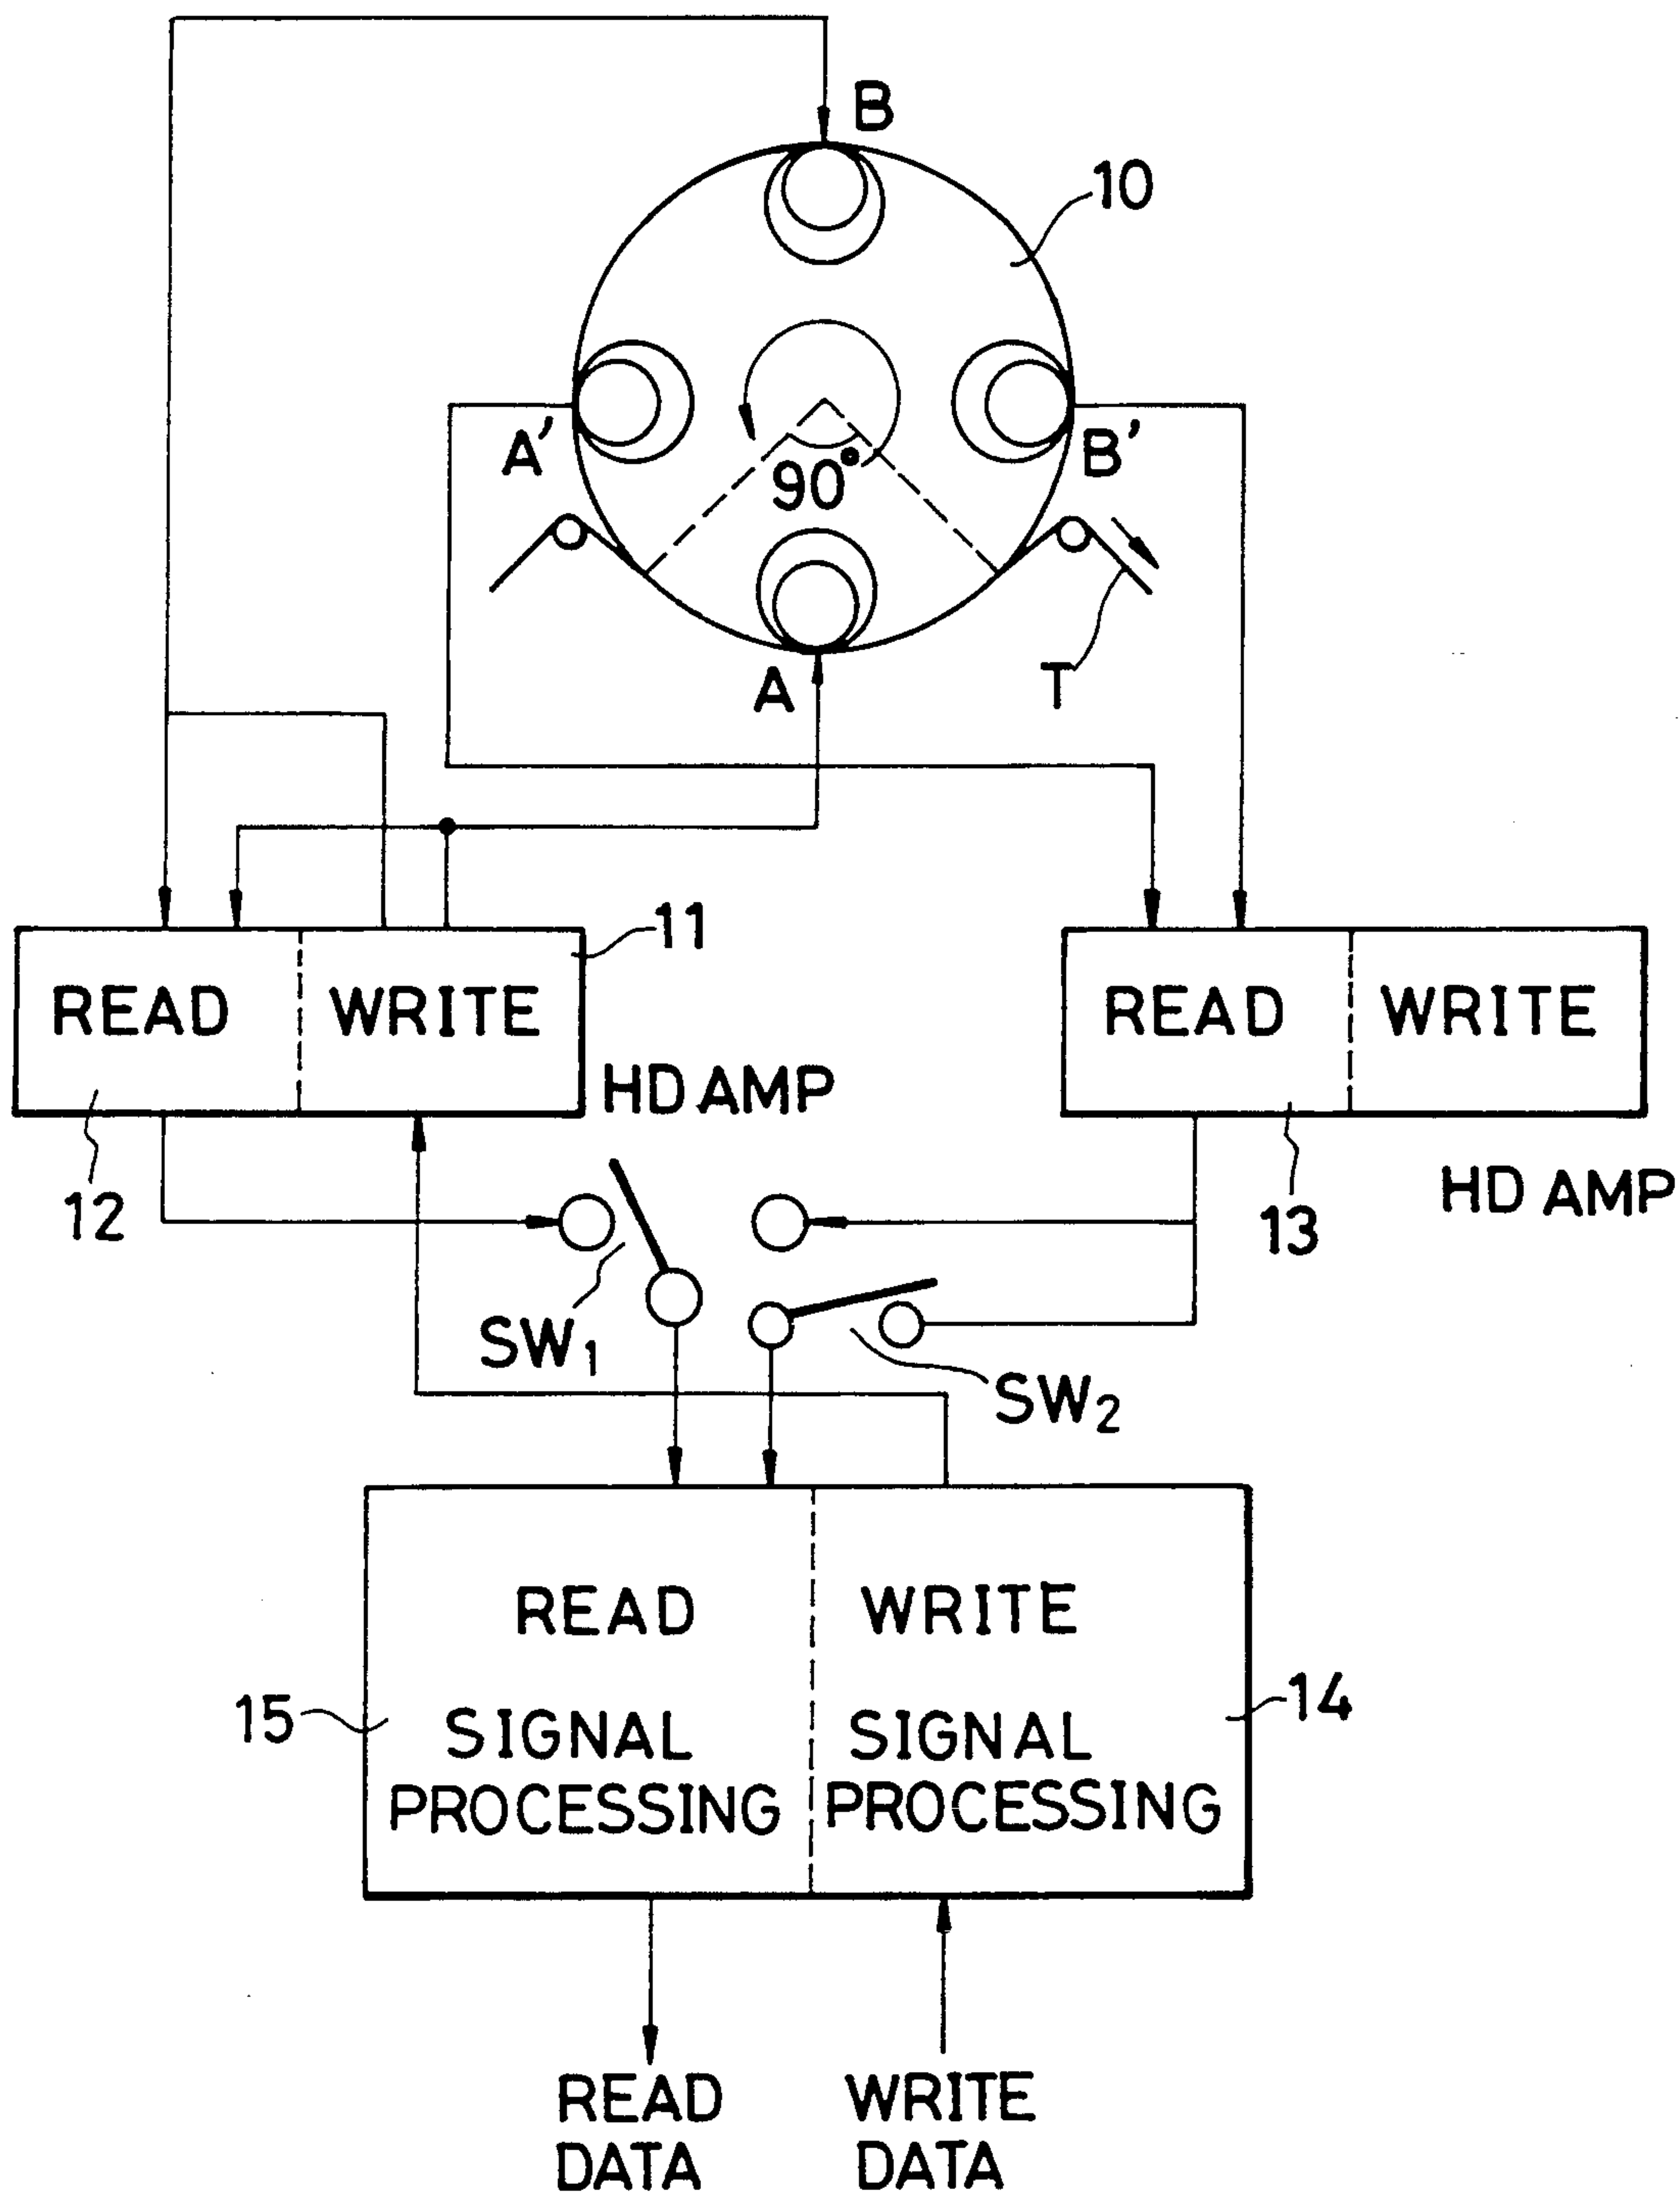 B
10
A'
B'
90°
A
T
11
READ
WRITE
READ
WRITE
HD AMP
12
13
HD AMP
SW₁
SW₂
READ
WRITE
15
14
SIGNAL
SIGNAL
PROCESSING
PROCESSING
READ
WRITE
DATA
DATA